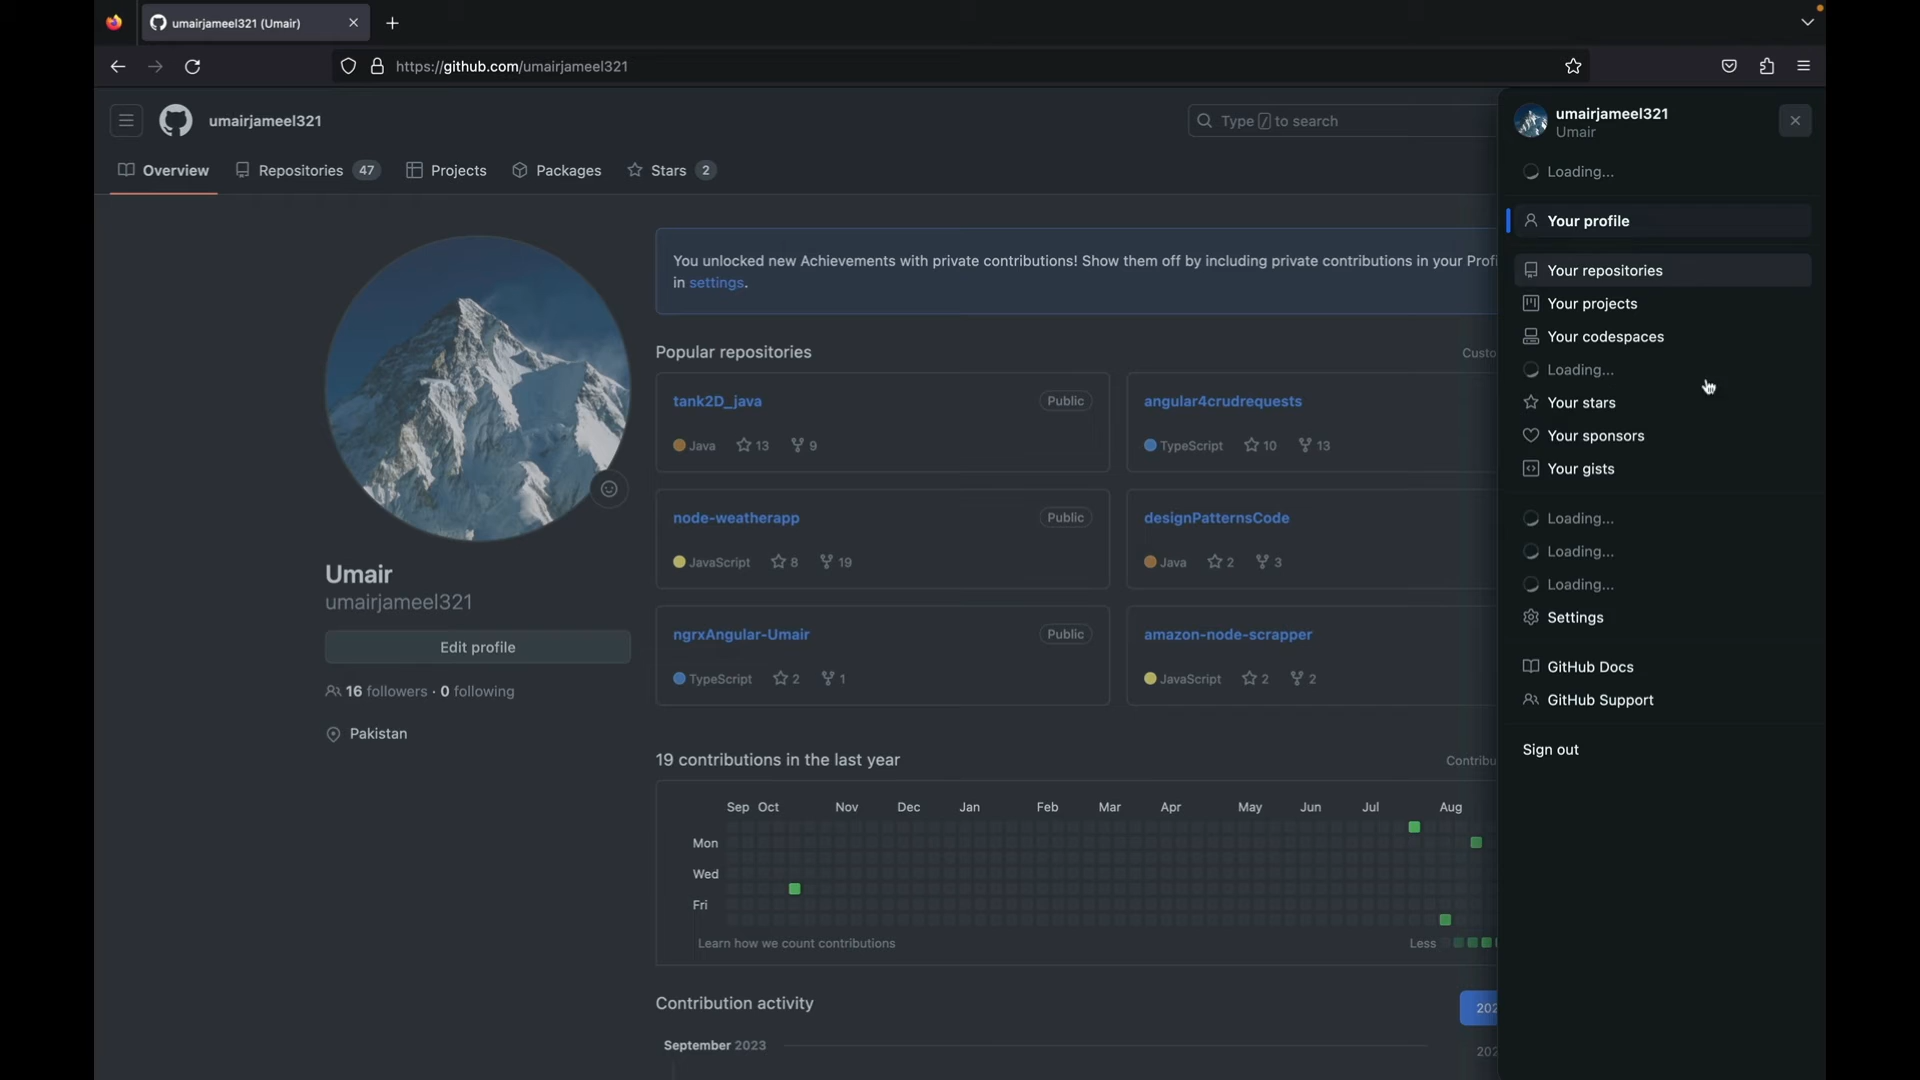 umairjameel321 (Umair)
https://github.com/umairjameel321
umairjameel321
Type / to search
Overview
Repositories 47
Projects
Packages
Stars 2
You unlocked new Achievements with private contributions! Show them off by including private contributions in your Profi
in settings.
Popular repositories
Custo
tank2D_java
Public
Java 13 9
angular4crudrequests
TypeScript 10 13
node-weatherapp
Public
JavaScript 8 19
designPatternsCode
Java 2 3
ngrxAngular-Umair
Public
TypeScript 2 1
amazon-node-scrapper
JavaScript 2 2
Umair
umairjameel321
Edit profile
16 followers · 0 following
Pakistan
19 contributions in the last year
Contribu
Sep Oct Nov Dec Jan Feb Mar Apr May Jun Jul Aug
Mon
Wed
Fri
Learn how we count contributions
Less
Contribution activity
202
September 2023
202
umairjameel321
Umair
Loading...
Your profile
Your repositories
Your projects
Your codespaces
Loading...
Your stars
Your sponsors
Your gists
Loading...
Loading...
Loading...
Settings
GitHub Docs
GitHub Support
Sign out